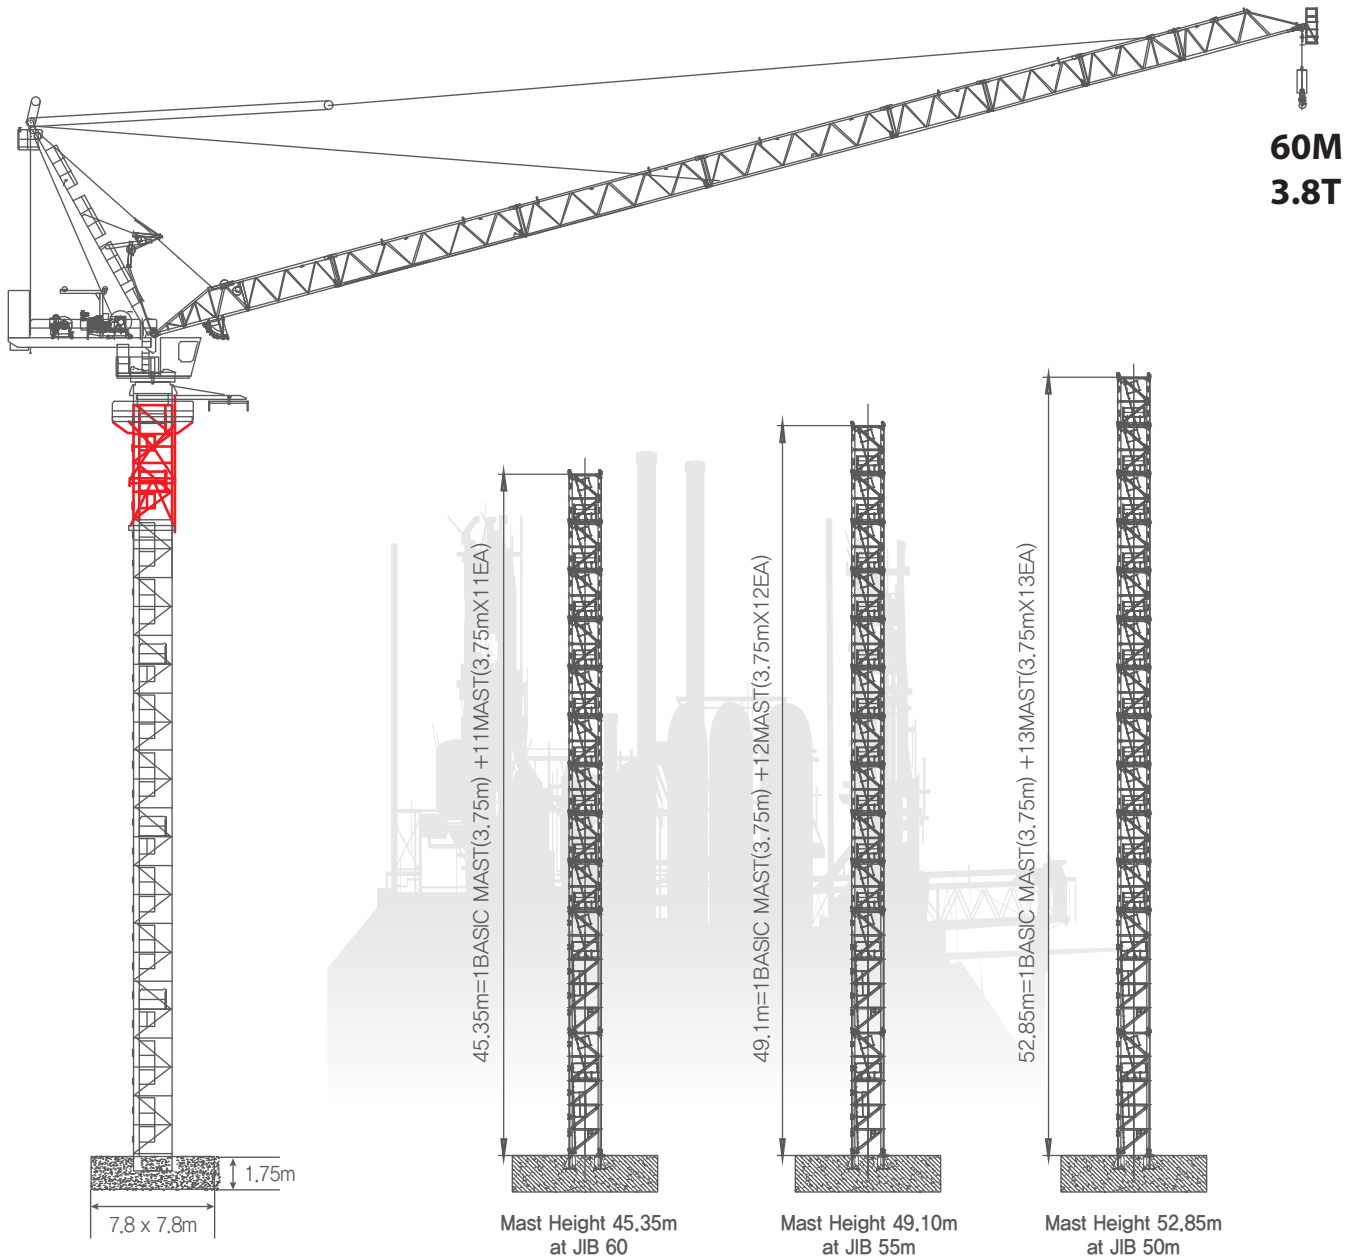 60M
3.8T
45.35m=1BASIC MAST(3.75m) +11MAST(3.75mX11EA)
49.1m=1BASIC MAST(3.75m) +12MAST(3.75mX12EA)
52.85m=1BASIC MAST(3.75m) +13MAST(3.75mX13EA)
1.75m
7.8 x 7.8m
Mast Height 45.35m
at JIB 60
Mast Height 49.10m
at JIB 55m
Mast Height 52.85m
at JIB 50m